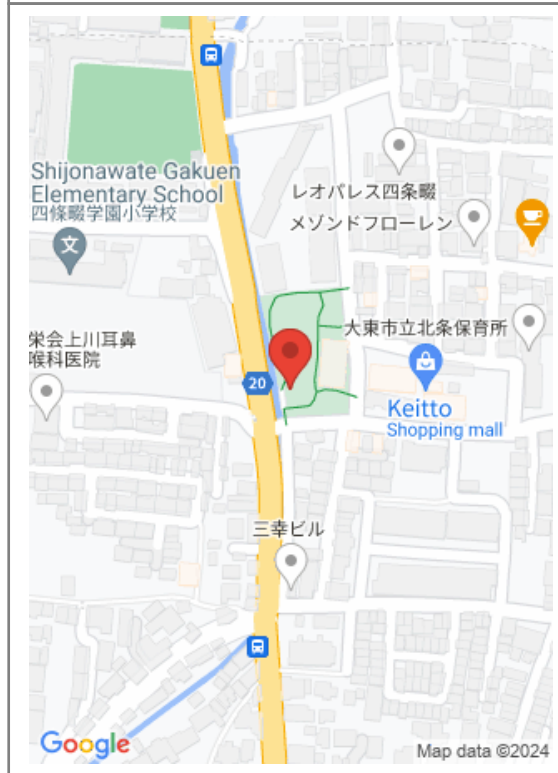 Shijonawate Gakuen
Elementary School
四條畷学園小学校
文
レオパレス四条畷
メゾンドフローレン
栄会上川耳鼻
喉科医院
大東市立北条保育所
20
Keitto
Shopping mall
三幸ビル
Google
Map data ©2024